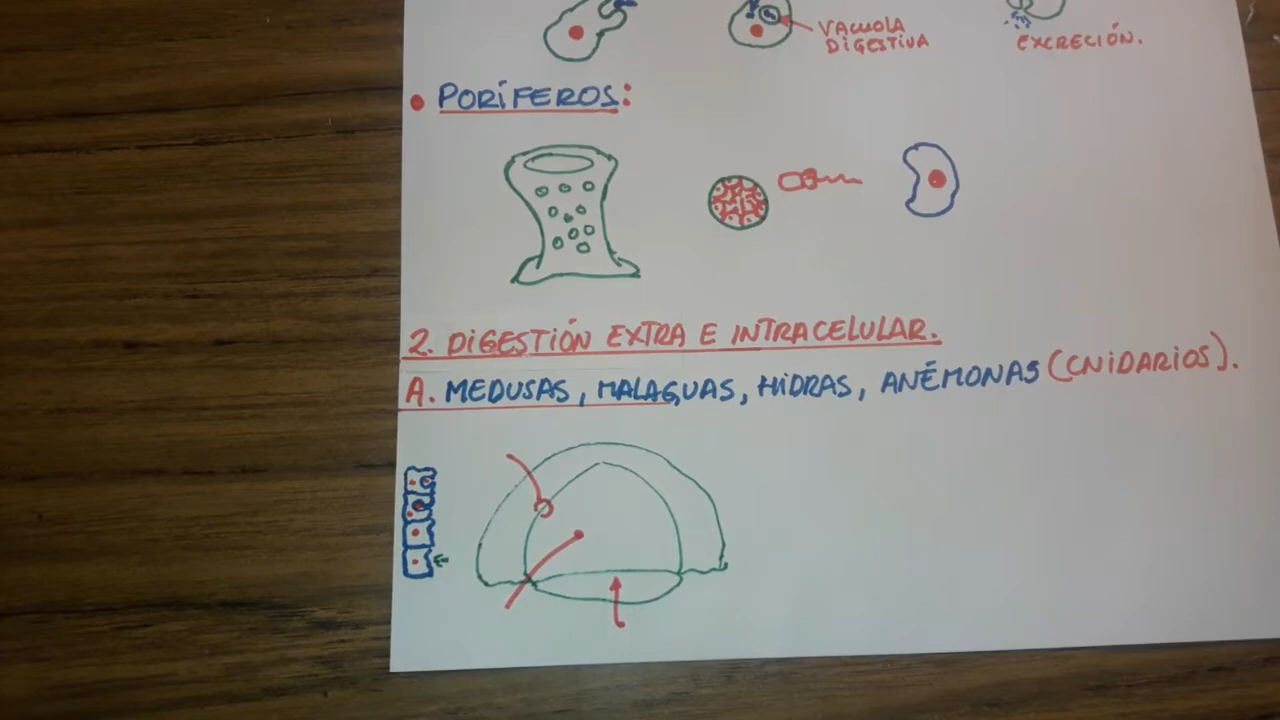 VACUOLA
DIGESTIVA
EXCRECIÓN.
• PORÍFEROS:
2. DIGESTIÓN EXTRA E INTRACELULAR.
A. MEDUSAS, MALAGUAS, HIDRAS, ANÉMONAS (CNIDARIOS).